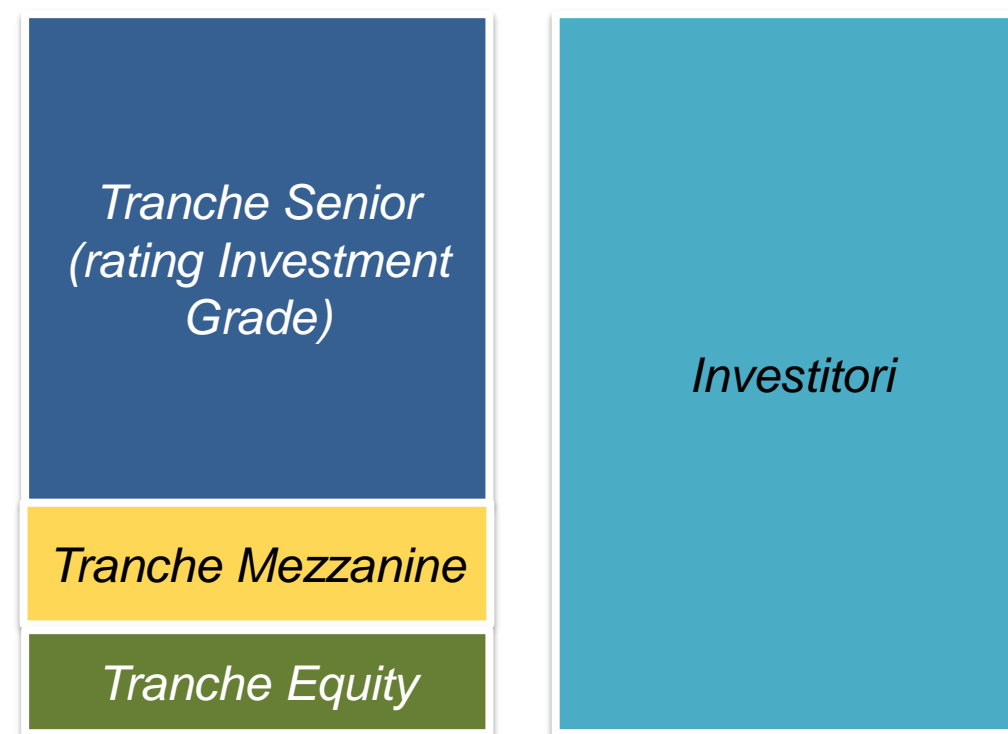 Tranche Senior
(rating Investment
Grade)
Tranche Mezzanine
Tranche Equity
Investitori